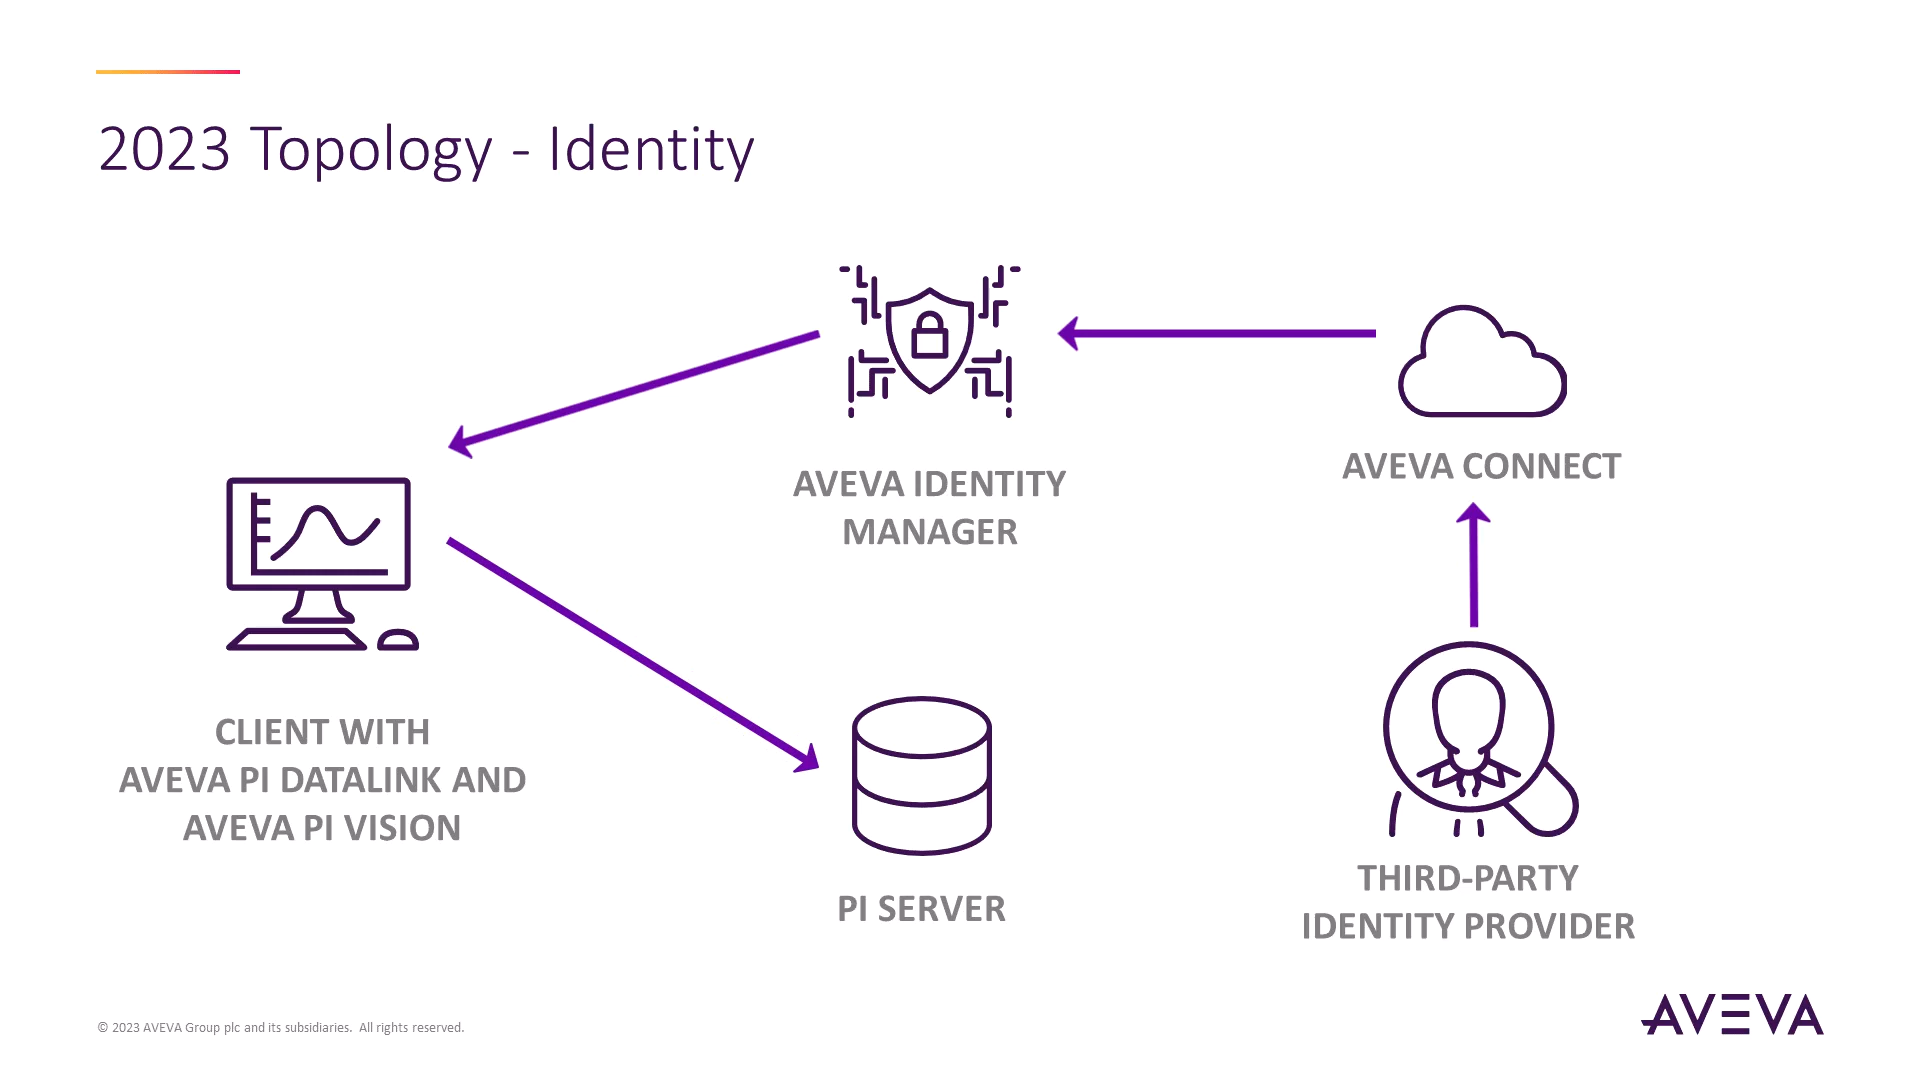 2023 Topology - Identity
AVEVA IDENTITY
MANAGER
AVEVA CONNECT
CLIENT WITH
AVEVA PI DATALINK AND
AVEVA PI VISION
PI SERVER
THIRD-PARTY
IDENTITY PROVIDER
© 2023 AVEVA Group plc and its subsidiaries. All rights reserved.
AVEVA